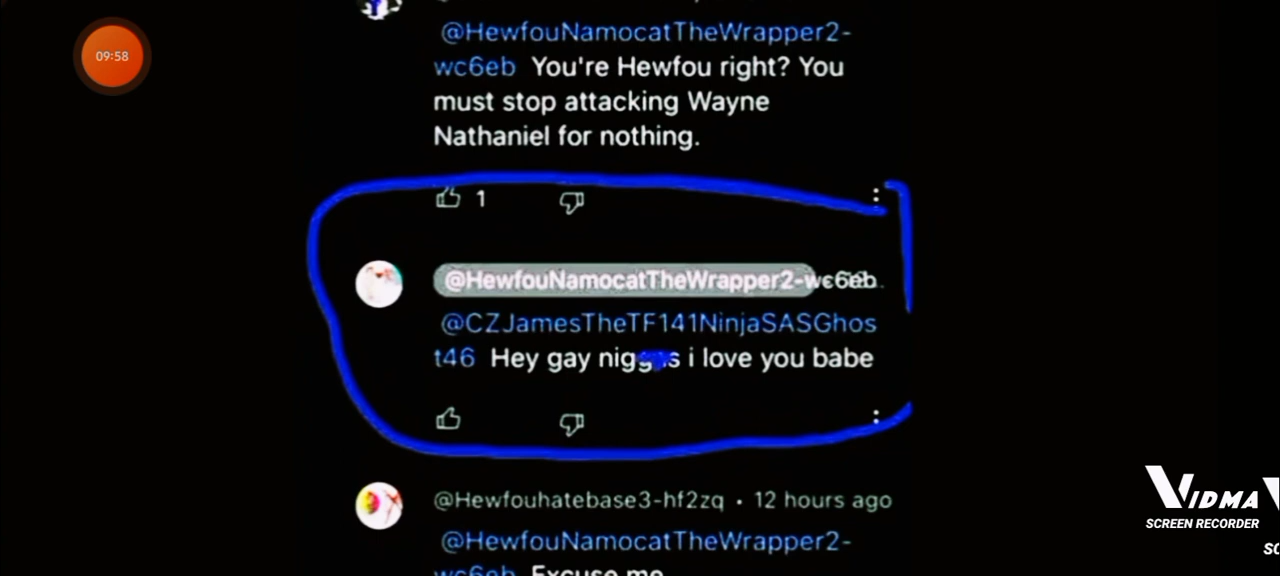 09:58
@HewfouNamocatTheWrapper2-
wc6eb You're Hewfou right? You
must stop attacking Wayne
Nathaniel for nothing.
1
@HewfouNamocatTheWrapper2-wc6eb
@CZJamesTheTF141NinjaSASGhos
t46 Hey gay i love you babe
@Hewfouhatebase3-hf2zq · 12 hours ago
@HewfouNamocatTheWrapper2-
wc6eb Excuse me
VIDMA
SCREEN RECORDER
SC